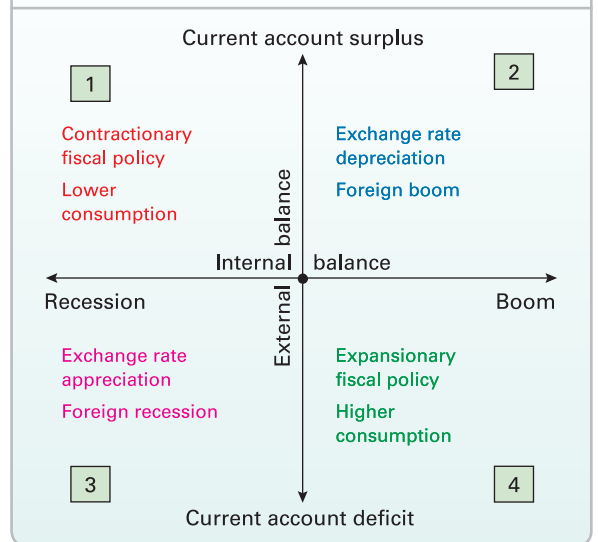 Current account surplus
1
2
Contractionary
fiscal policy
Lower
consumption
Exchange rate
depreciation
Foreign boom
Internal balance
External balance
Recession
Boom
Exchange rate
appreciation
Foreign recession
Expansionary
fiscal policy
Higher
consumption
3
4
Current account deficit